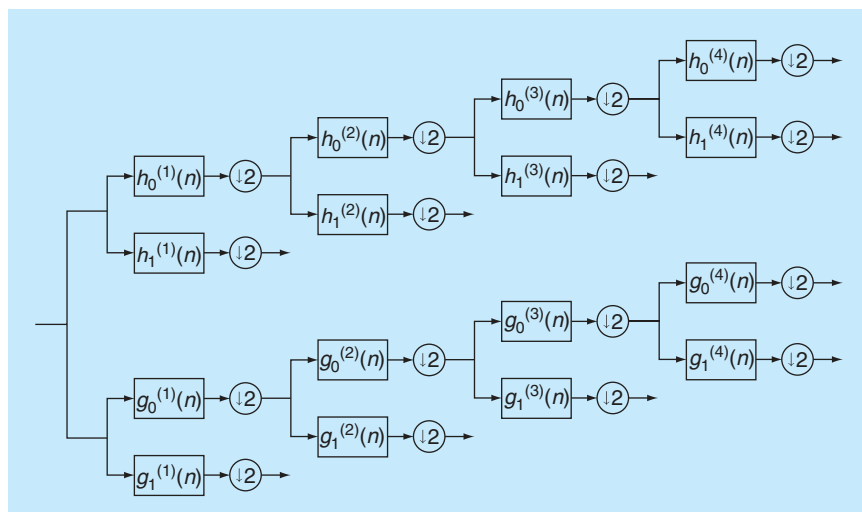 h₀⁽⁴⁾(n) ↓2
h₀⁽³⁾(n) ↓2
h₁⁽⁴⁾(n) ↓2
h₀⁽²⁾(n) ↓2
h₁⁽³⁾(n) ↓2
h₀⁽¹⁾(n) ↓2
h₁⁽²⁾(n) ↓2
h₁⁽¹⁾(n) ↓2
g₀⁽⁴⁾(n) ↓2
g₀⁽³⁾(n) ↓2
g₁⁽⁴⁾(n) ↓2
g₀⁽²⁾(n) ↓2
g₁⁽³⁾(n) ↓2
g₀⁽¹⁾(n) ↓2
g₁⁽²⁾(n) ↓2
g₁⁽¹⁾(n) ↓2